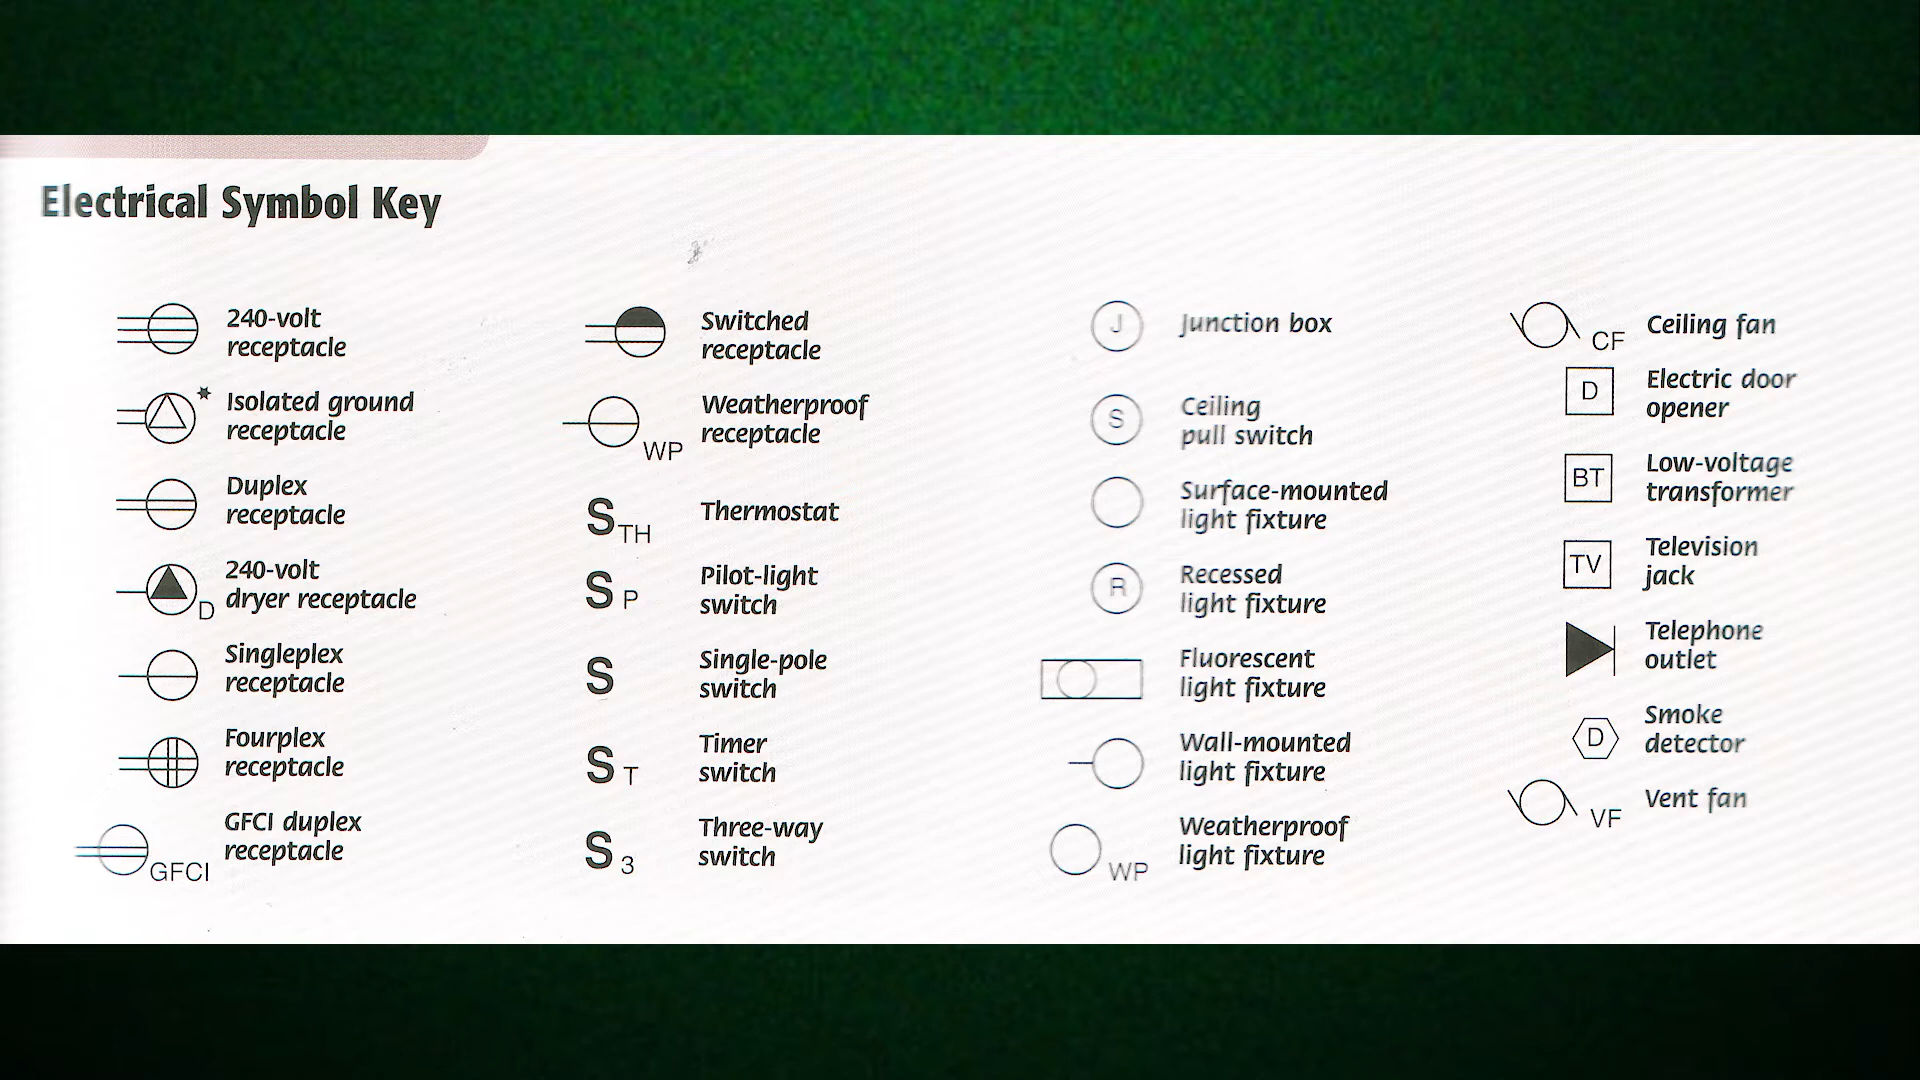 Electrical Symbol Key
240-volt
receptacle
*
Isolated ground
receptacle
Duplex
receptacle
D
240-volt
dryer receptacle
Singleplex
receptacle
Fourplex
receptacle
GFCI
GFCI duplex
receptacle
Switched
receptacle
WP
Weatherproof
receptacle
S TH
Thermostat
S P
Pilot-light
switch
S
Single-pole
switch
S T
Timer
switch
S 3
Three-way
switch
J
Junction box
S
Ceiling
pull switch
Surface-mounted
light fixture
R
Recessed
light fixture
Fluorescent
light fixture
Wall-mounted
light fixture
WP
Weatherproof
light fixture
CF
Ceiling fan
D
Electric door
opener
BT
Low-voltage
transformer
TV
Television
jack
Telephone
outlet
D
Smoke
detector
VF
Vent fan